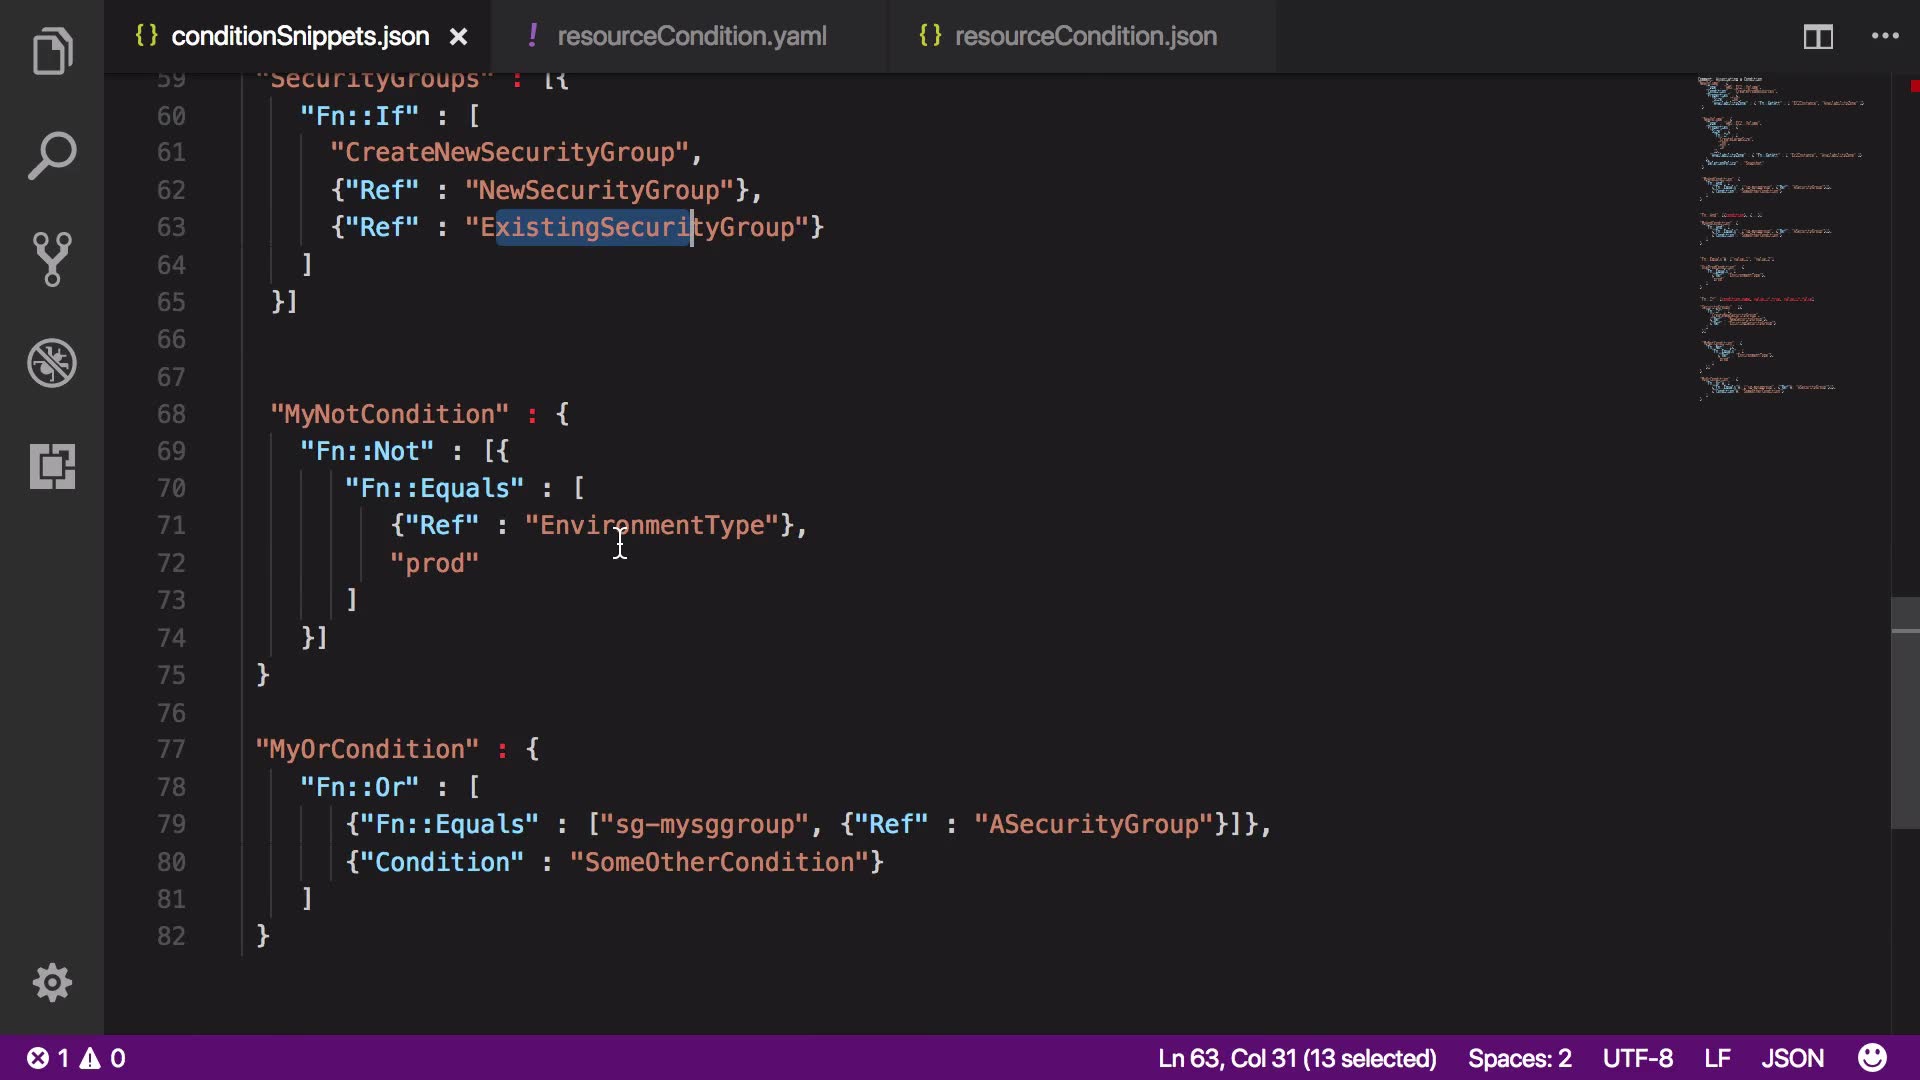 conditionSnippets.json
resourceCondition.yaml
resourceCondition.json
59 "SecurityGroups" : [{
60 "Fn::If" : [
61 "CreateNewSecurityGroup",
62 {"Ref" : "NewSecurityGroup"},
63 {"Ref" : "ExistingSecurityGroup"}
64 ]
65 }]
66
67
68 "MyNotCondition" : {
69 "Fn::Not" : [{
70 "Fn::Equals" : [
71 {"Ref" : "EnvironmentType"},
72 "prod"
73 ]
74 }]
75 }
76
77 "MyOrCondition" : {
78 "Fn::Or" : [
79 {"Fn::Equals" : ["sg-mysggroup", {"Ref" : "ASecurityGroup"}]},
80 {"Condition" : "SomeOtherCondition"}
81 ]
82 }
1 0 Ln 63, Col 31 (13 selected) Spaces: 2 UTF-8 LF JSON